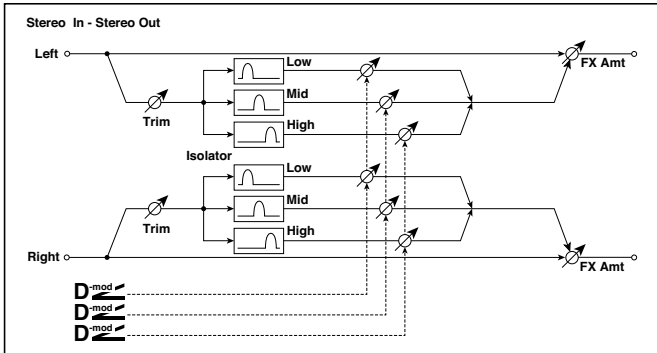 Stereo In - Stereo Out
Left
FX Amt
Low
Trim
Mid
High
Isolator
Low
Trim
Mid
High
Right
FX Amt
D-mod
D-mod
D-mod